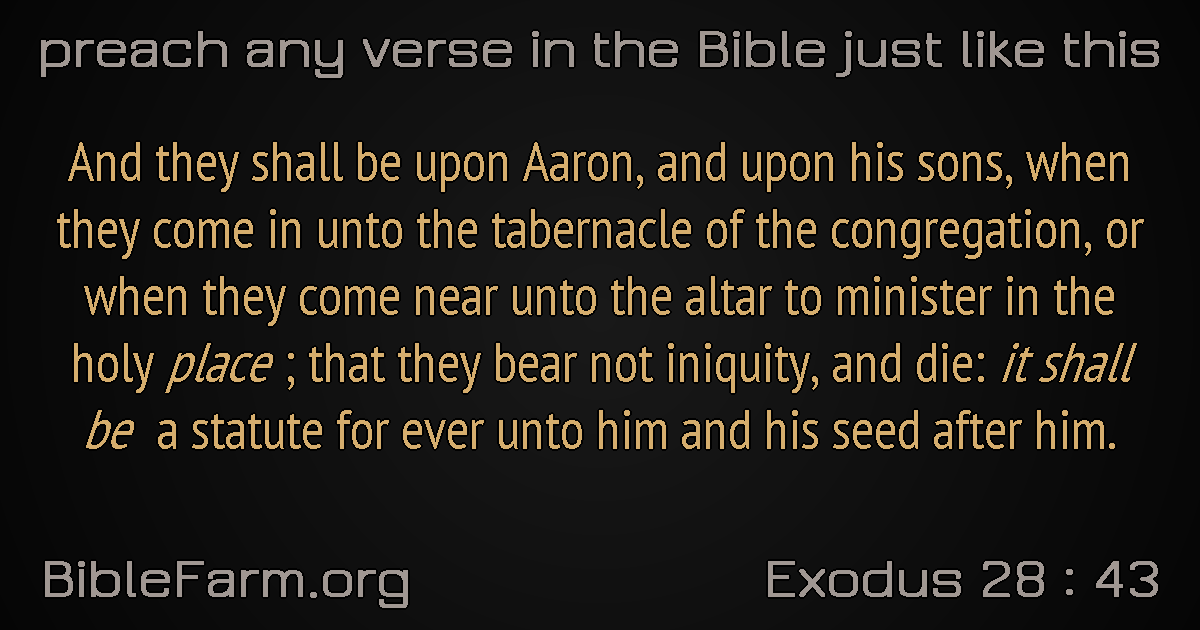 preach any verse in the Bible just like this
And they shall be upon Aaron, and upon his sons, when
they come in unto the tabernacle of the congregation, or
when they come near unto the altar to minister in the
holy place ; that they bear not iniquity, and die: it shall
be a statute for ever unto him and his seed after him.
BibleFarm.org
Exodus 28 : 43